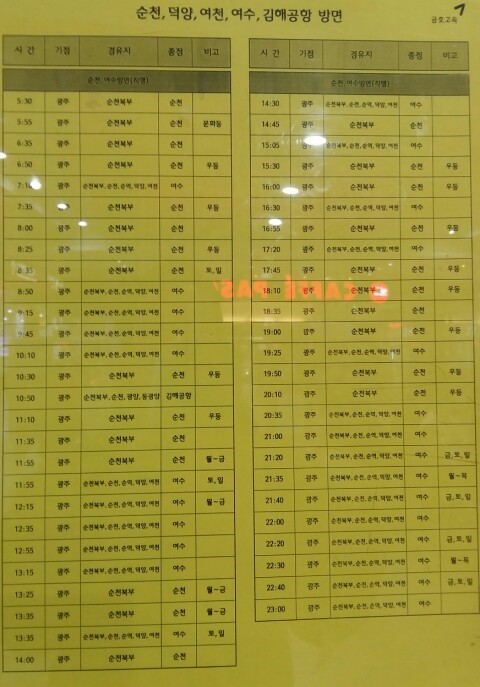 순천, 덕양, 여천, 여수, 김해공항 방면
금호고속
시 간 기점 경유지 종점 비고
순천, 여수방면(직행)
5:30 광주 순천북부 순천
5:55 광주 순천북부 순천 문화동
6:35 광주 순천북부 순천
6:50 광주 순천북부 순천 우등
광주 순천북부, 순천, 순역, 덕양, 여천 여수
7:35 광주 순천북부 순천 우등
8:00 광주 순천북부 순천
8:25 광주 순천북부 순천 우등
8:35 광주 순천북부 순천 토, 일
8:50 광주 순천북부, 순천, 순역, 덕양, 여천 여수
9:15 광주 순천북부, 순천, 순역, 덕양, 여천 여수
9:45 광주 순천북부, 순천, 순역, 덕양, 여천 여수
10:10 광주 순천북부, 순천, 순역, 덕양, 여천 여수
10:30 광주 순천북부 순천 우등
10:50 광주 순천북부, 순천, 광양, 동광양 김해공항
11:10 광주 순천북부 순천 우등
11:35 광주 순천북부 순천
11:55 광주 순천북부 순천 월~금
11:55 광주 순천북부, 순천, 순역, 덕양, 여천 여수 토, 일
12:15 광주 순천북부, 순천, 순역, 덕양, 여천 여수 월~금
12:35 광주 순천북부, 순천, 순역, 덕양, 여천 여수
12:55 광주 순천북부, 순천, 순역, 덕양, 여천 여수
13:15 광주 순천북부, 순천, 순역, 덕양, 여천 여수
13:25 광주 순천북부 순천 월~금
13:35 광주 순천북부 순천 월~금
13:35 광주 순천북부, 순천, 순역, 덕양, 여천 여수 토, 일
14:00 광주 순천북부 순천
시 간 기점 경유지 종점 비고
순천, 여수방면(직행)
14:30 광주 순천북부, 순천, 순역, 덕양, 여천 여수
14:45 광주 순천북부 순천
15:05 광주 순천북부, 순천, 순역, 덕양, 여천 여수
15:30 광주 순천북부 순천 우등
16:00 광주 순천북부 순천 우등
16:30 광주 순천북부, 순천, 순역, 덕양, 여천 여수
16:55 광주 순천북부 순천 우등
17:20 광주 순천북부, 순천, 순역, 덕양, 여천 여수
17:45 광주 순천북부 순천 우등
18:10 광주 순천북부 순천 우등
18:35 광주 순천북부 순천
19:00 광주 순천북부 순천 우등
19:25 광주 순천북부, 순천, 순역, 덕양, 여천 여수
19:50 광주 순천북부 순천 우등
20:10 광주 순천북부 순천 우등
20:35 광주 순천북부, 순천, 순역, 덕양, 여천 여수
21:00 광주 순천북부, 순천, 순역, 덕양, 여천 여수
21:20 광주 순천북부, 순천, 순역, 덕양, 여천 여수 금, 토, 일
21:35 광주 순천북부, 순천, 순역, 덕양, 여천 여수 월~목
21:40 광주 순천북부, 순천, 순역, 덕양, 여천 여수 금, 토, 일
22:00 광주 순천북부, 순천, 순역, 덕양, 여천 여수
22:20 광주 순천북부, 순천, 순역, 덕양, 여천 여수 금, 토, 일
22:30 광주 순천북부, 순천, 순역, 덕양, 여천 여수 월~목
22:40 광주 순천북부, 순천, 순역, 덕양, 여천 여수 금, 토, 일
23:00 광주 순천북부, 순천, 순역, 덕양, 여천 여수